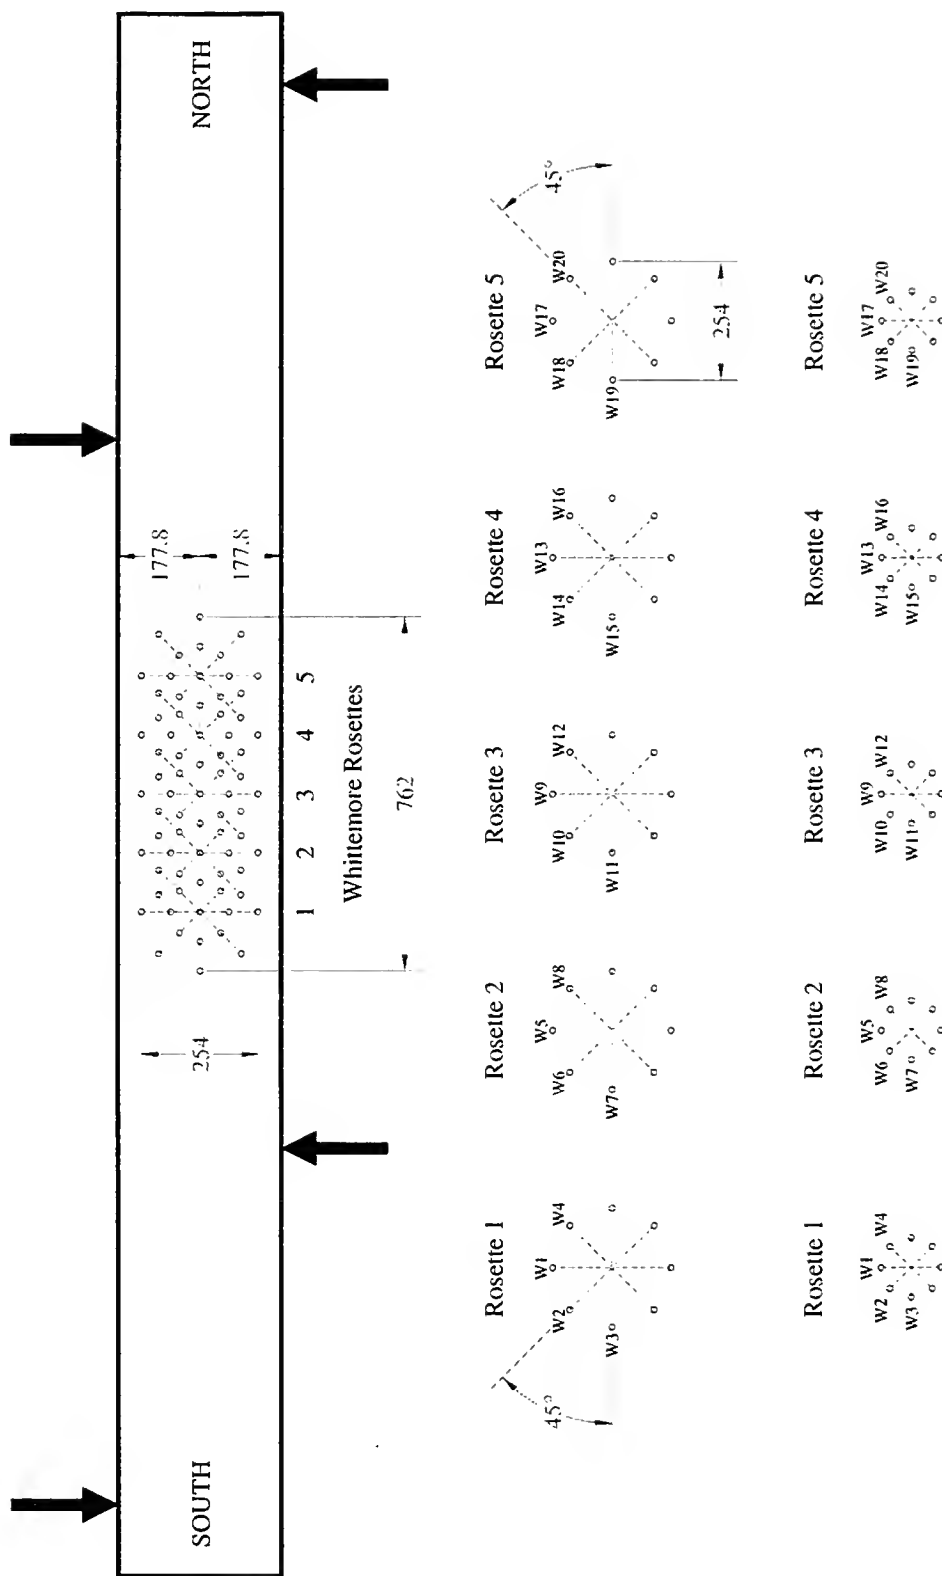 SOUTH
NORTH
177.8
177.8
254
1 2 3 4 5
Whittemore Rosettes
762
Rosette 1
Rosette 2
Rosette 3
Rosette 4
Rosette 5
45°
W1
W2
W3
W4
W5
W6
W7
W8
W9
W10
W11
W12
W13
W14
W15
W16
W17
W18
W19
W20
45°
254
Rosette 1
Rosette 2
Rosette 3
Rosette 4
Rosette 5
W1
W2
W3
W4
W5
W6
W7
W8
W9
W10
W11
W12
W13
W14
W15
W16
W17
W18
W19
W20